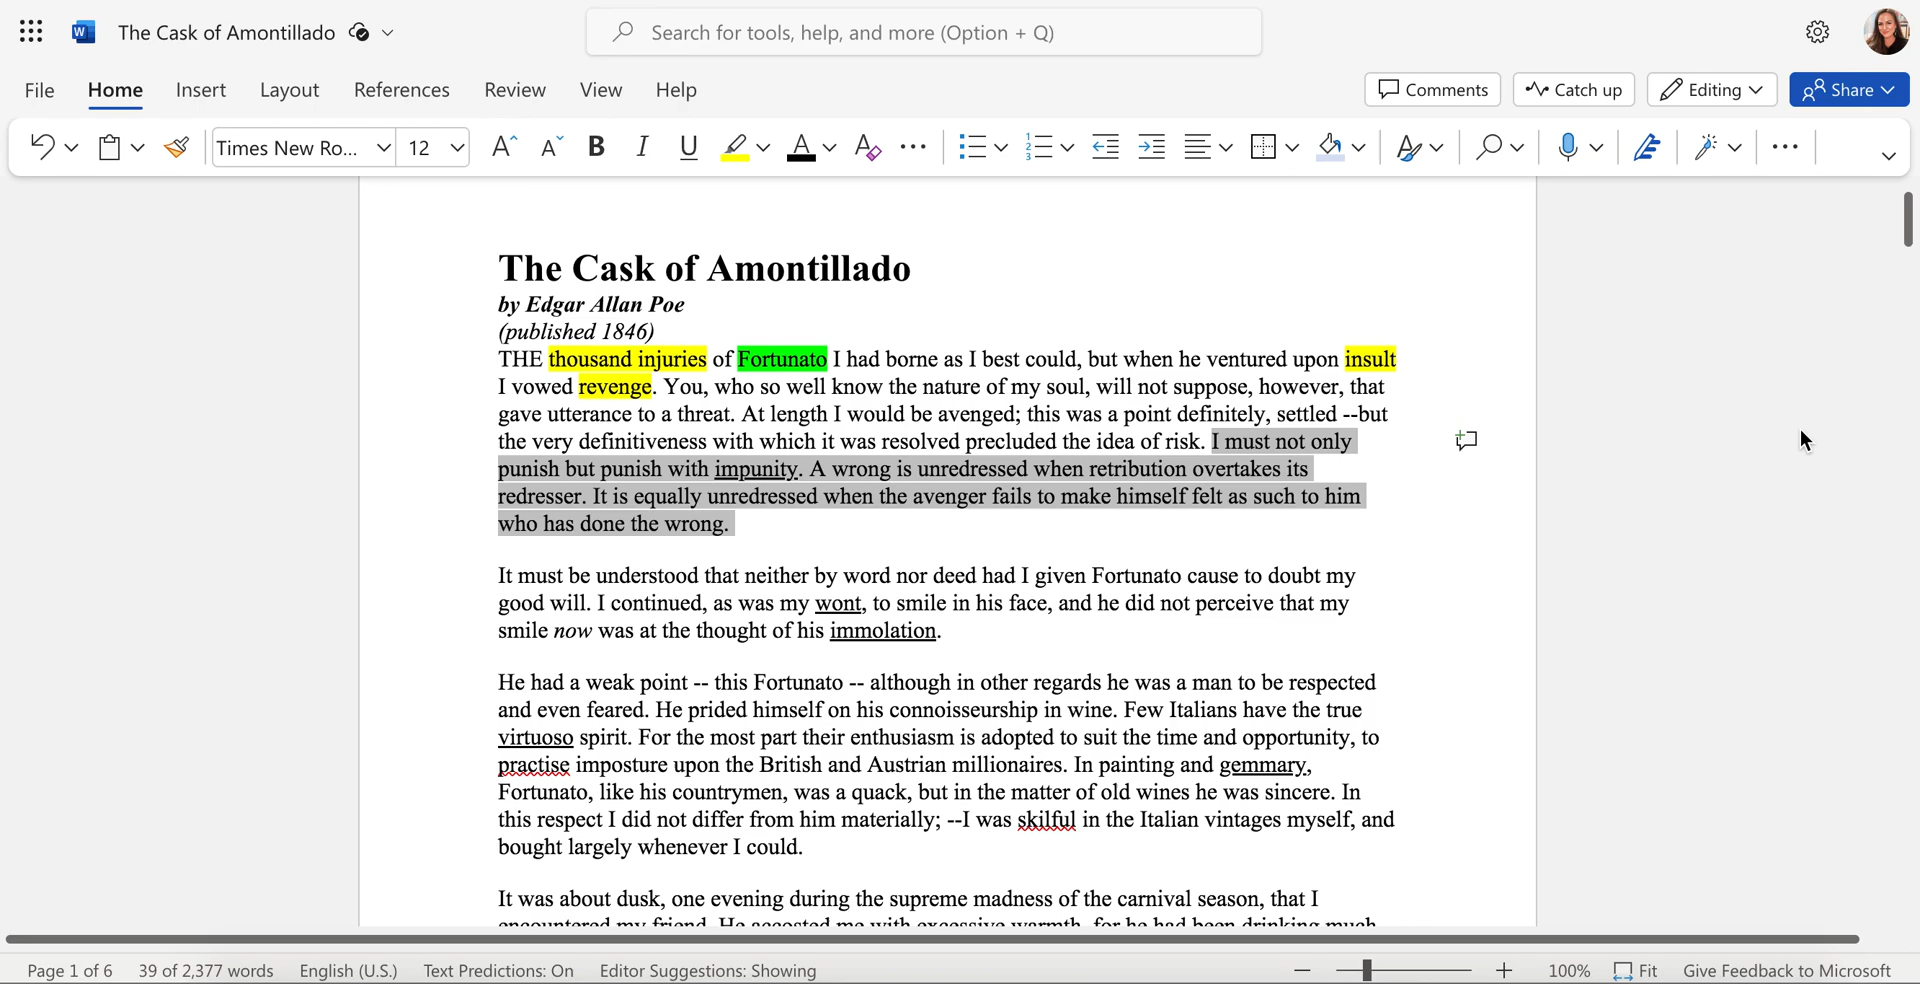 The Cask of Amontillado
Search for tools, help, and more (Option + Q)
File Home Insert Layout References Review View Help
Comments Catch up Editing Share
Times New Ro... 12
The Cask of Amontillado
by Edgar Allan Poe
(published 1846)
THE thousand injuries of Fortunato I had borne as I best could, but when he ventured upon insult
I vowed revenge. You, who so well know the nature of my soul, will not suppose, however, that
gave utterance to a threat. At length I would be avenged; this was a point definitely, settled --but
the very definitiveness with which it was resolved precluded the idea of risk. I must not only
punish but punish with impunity. A wrong is unredressed when retribution overtakes its
redresser. It is equally unredressed when the avenger fails to make himself felt as such to him
who has done the wrong.
It must be understood that neither by word nor deed had I given Fortunato cause to doubt my
good will. I continued, as was my wont, to smile in his face, and he did not perceive that my
smile now was at the thought of his immolation.
He had a weak point -- this Fortunato -- although in other regards he was a man to be respected
and even feared. He prided himself on his connoisseurship in wine. Few Italians have the true
virtuoso spirit. For the most part their enthusiasm is adopted to suit the time and opportunity, to
practise imposture upon the British and Austrian millionaires. In painting and gemmary,
Fortunato, like his countrymen, was a quack, but in the matter of old wines he was sincere. In
this respect I did not differ from him materially; --I was skilful in the Italian vintages myself, and
bought largely whenever I could.
It was about dusk, one evening during the supreme madness of the carnival season, that I
encountered my friend. He accosted me with excessive warmth, for he had been drinking much.
Page 1 of 6 39 of 2,377 words English (U.S.) Text Predictions: On Editor Suggestions: Showing 100% Fit Give Feedback to Microsoft